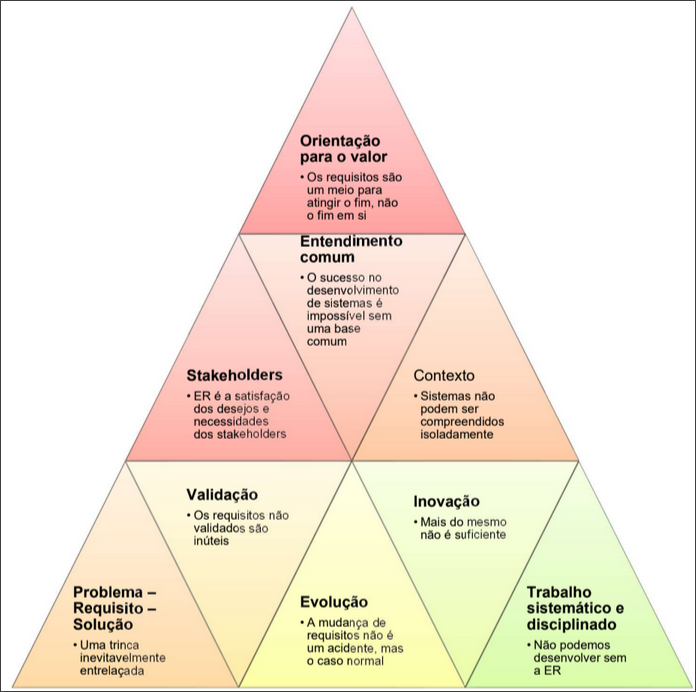 Orientação
para o valor
• Os requisitos são
um meio para
atingir o fim, não
o fim em si
Entendimento
comum
• O sucesso no
desenvolvimento
de sistemas é
impossível sem
uma base
comum
Stakeholders
• ER é a satisfação
dos desejos e
necessidades
dos stakeholders
Contexto
• Sistemas não
podem ser
compreendidos
isoladamente
Problema –
Requisito –
Solução
• Uma trinca
inevitavelmente
entrelaçada
Validação
• Os requisitos não
validados são
inúteis
Evolução
• A mudança de
requisitos não é
um acidente, mas
o caso normal
Inovação
• Mais do mesmo
não é suficiente
Trabalho
sistemático e
disciplinado
• Não podemos
desenvolver sem
a ER